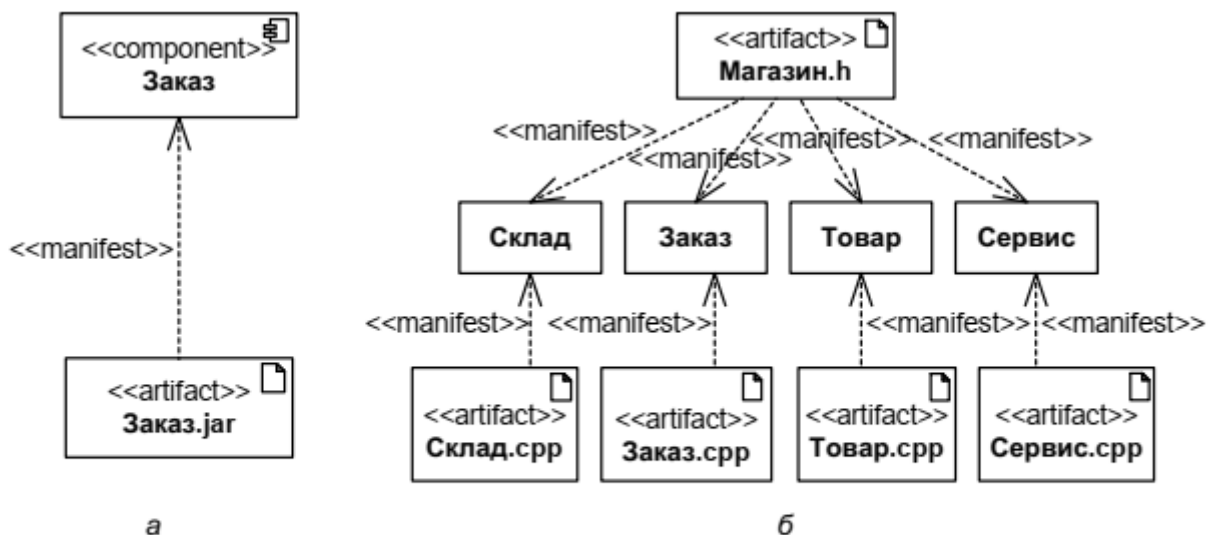 <<component>>
Заказ
<<manifest>>
<<artifact>>
Заказ.jar
а
<<artifact>>
Магазин.h
<<manifest>>
<<manifest>>
<<manifest>>
<<manifest>>
Склад
Заказ
Товар
Сервис
<<manifest>>
<<manifest>>
<<manifest>>
<<manifest>>
<<artifact>>
Склад.cpp
<<artifact>>
Заказ.cpp
<<artifact>>
Товар.cpp
<<artifact>>
Сервис.cpp
б